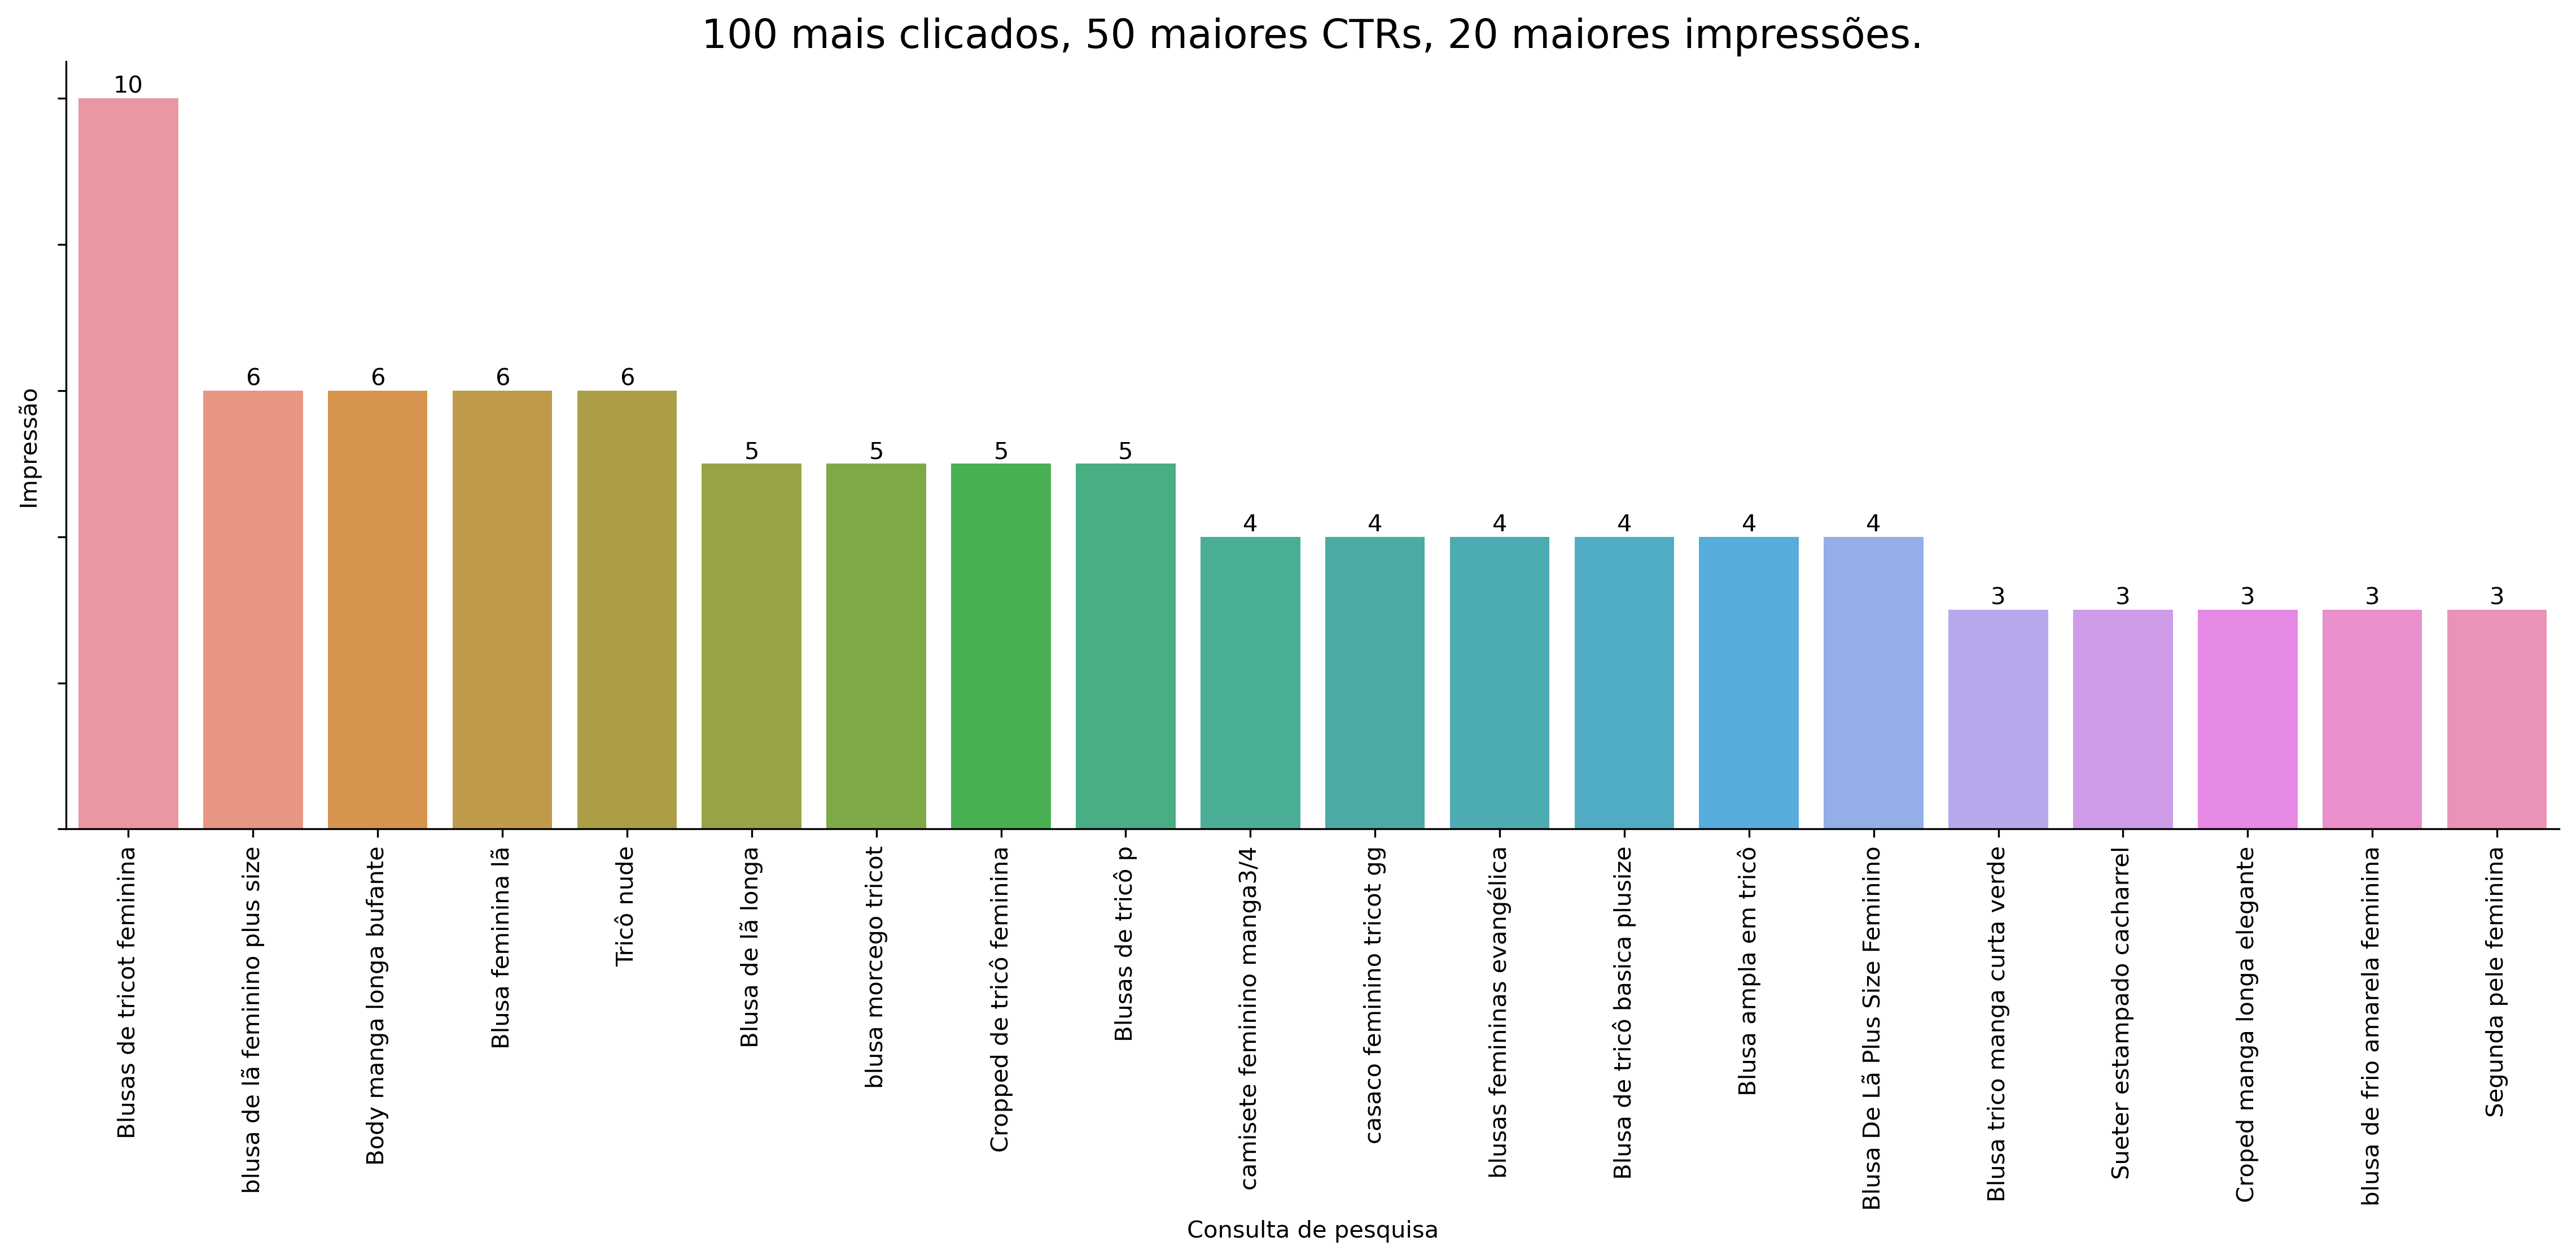 100 mais clicados, 50 maiores CTRs, 20 maiores impressões.
Impressão
10
6
6
6
6
5
5
5
5
4
4
4
4
4
4
3
3
3
3
3
Blusas de tricot feminina
blusa de lã feminino plus size
Body manga longa bufante
Blusa feminina lã
Tricô nude
Blusa de lã longa
blusa morcego tricot
Cropped de tricô feminina
Blusas de tricô p
camisete feminino manga3/4
casaco feminino tricot gg
blusas femininas evangélica
Blusa de tricô basica plusize
Blusa ampla em tricô
Blusa De Lã Plus Size Feminino
Blusa trico manga curta verde
Sueter estampado cacharrel
Croped manga longa elegante
blusa de frio amarela feminina
Segunda pele feminina
Consulta de pesquisa